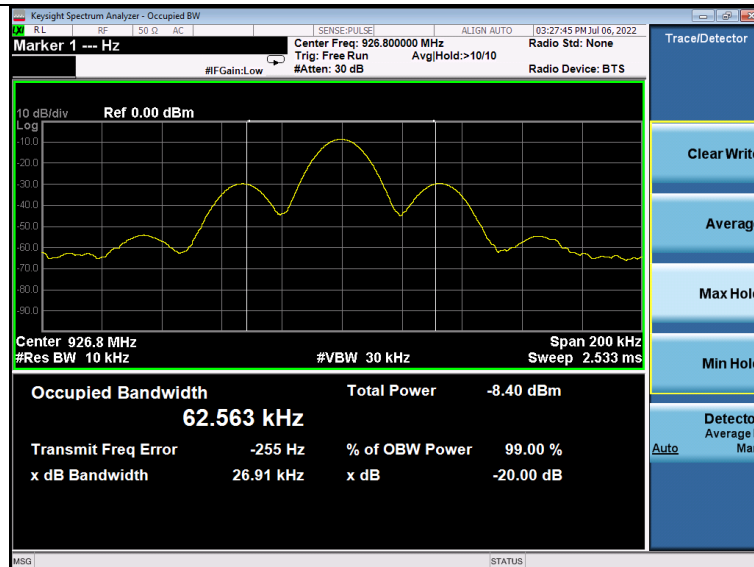 Keysight Spectrum Analyzer - Occupied BW
LXI RL RF 50 Ω AC SENSE:PULSE ALIGN AUTO 03:27:45 PM Jul 06, 2022
Marker 1 --- Hz
Center Freq: 926.800000 MHz Radio Std: None
Trig: Free Run Avg|Hold:>10/10
#IFGain:Low #Atten: 30 dB Radio Device: BTS
Trace/Detector
10 dB/div Ref 0.00 dBm
Log
-10.0
-20.0
-30.0
-40.0
-50.0
-60.0
-70.0
-80.0
-90.0
Clear Write
Average
Max Hold
Min Hold
Center 926.8 MHz Span 200 kHz
#Res BW 10 kHz #VBW 30 kHz Sweep 2.533 ms
Occupied Bandwidth Total Power -8.40 dBm
62.563 kHz
Transmit Freq Error -255 Hz % of OBW Power 99.00 %
x dB Bandwidth 26.91 kHz x dB -20.00 dB
Detecto
Average
Auto Ma
MSG STATUS